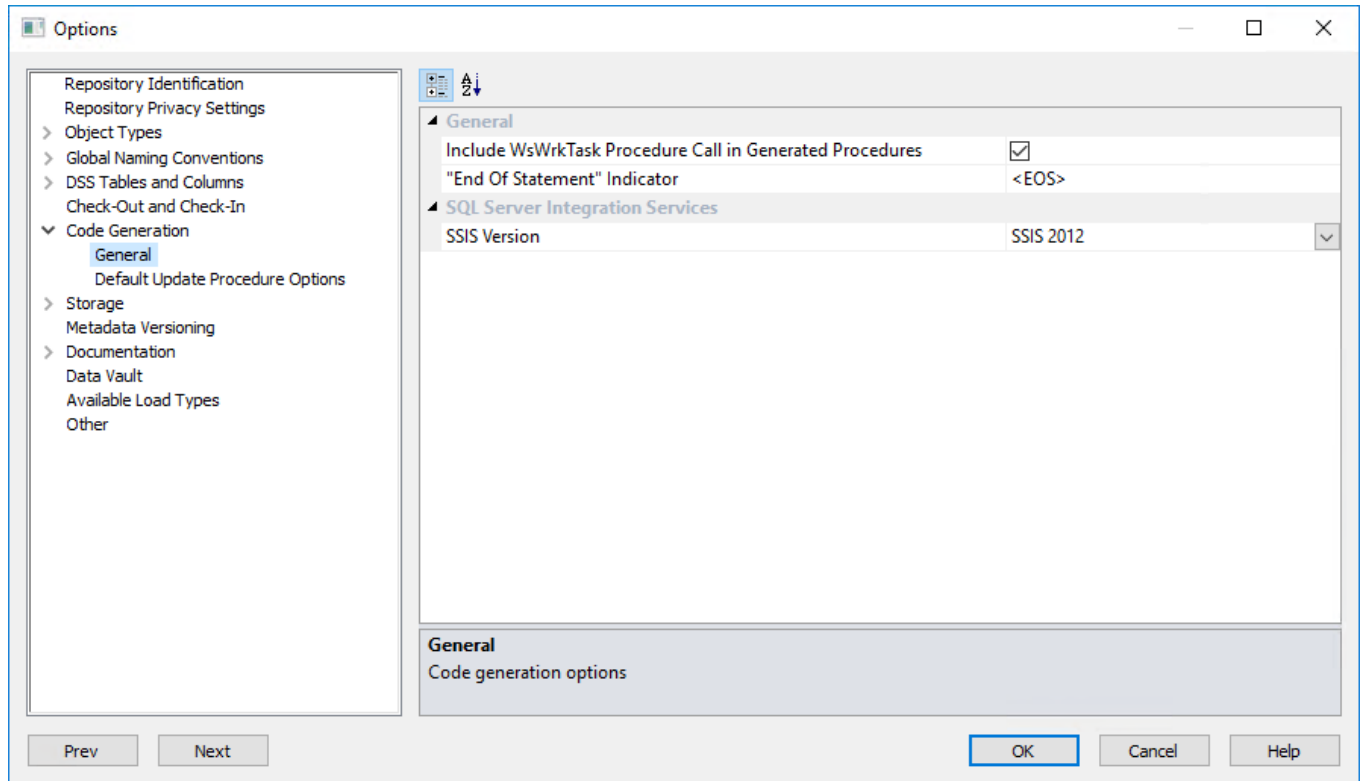 Options
Repository Identification
Repository Privacy Settings
Object Types
Global Naming Conventions
DSS Tables and Columns
Check-Out and Check-In
Code Generation
General
Default Update Procedure Options
Storage
Metadata Versioning
Documentation
Data Vault
Available Load Types
Other
General
Include WsWrkTask Procedure Call in Generated Procedures
"End Of Statement" Indicator <EOS>
SQL Server Integration Services
SSIS Version SSIS 2012
General
Code generation options
Prev Next OK Cancel Help